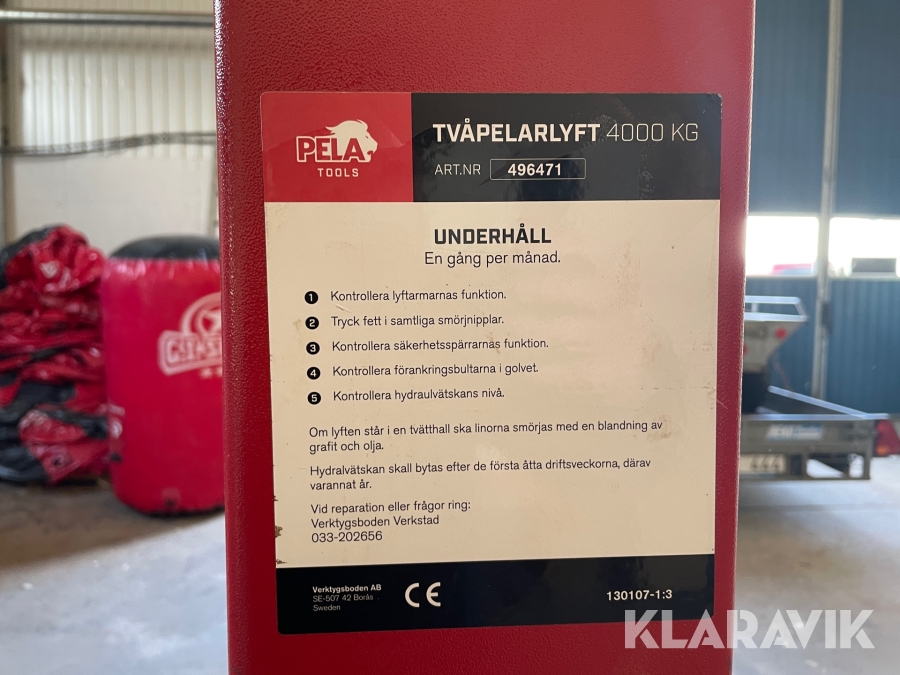 PELA
TOOLS
TVÅPELARLYFT 4000 KG
ART.NR 496471
UNDERHÅLL
En gång per månad.
1 Kontrollera lyftarmarnas funktion.
2 Tryck fett i samtliga smörjnipplar.
3 Kontrollera säkerhetsspärrarnas funktion.
4 Kontrollera förankringsbultarna i golvet.
5 Kontrollera hydraulvätskans nivå.
Om lyften står i en tvätthall ska linorna smörjas med en blandning av
grafit och olja.
Hydralvätskan skall bytas efter de första åtta driftsveckorna, därav
varannat år.
Vid reparation eller frågor ring:
Verktygsboden Verkstad
033-202656
Verktygsboden AB
SE-507 42 Borås
Sweden
CE
130107-1:3
KLARAVIK